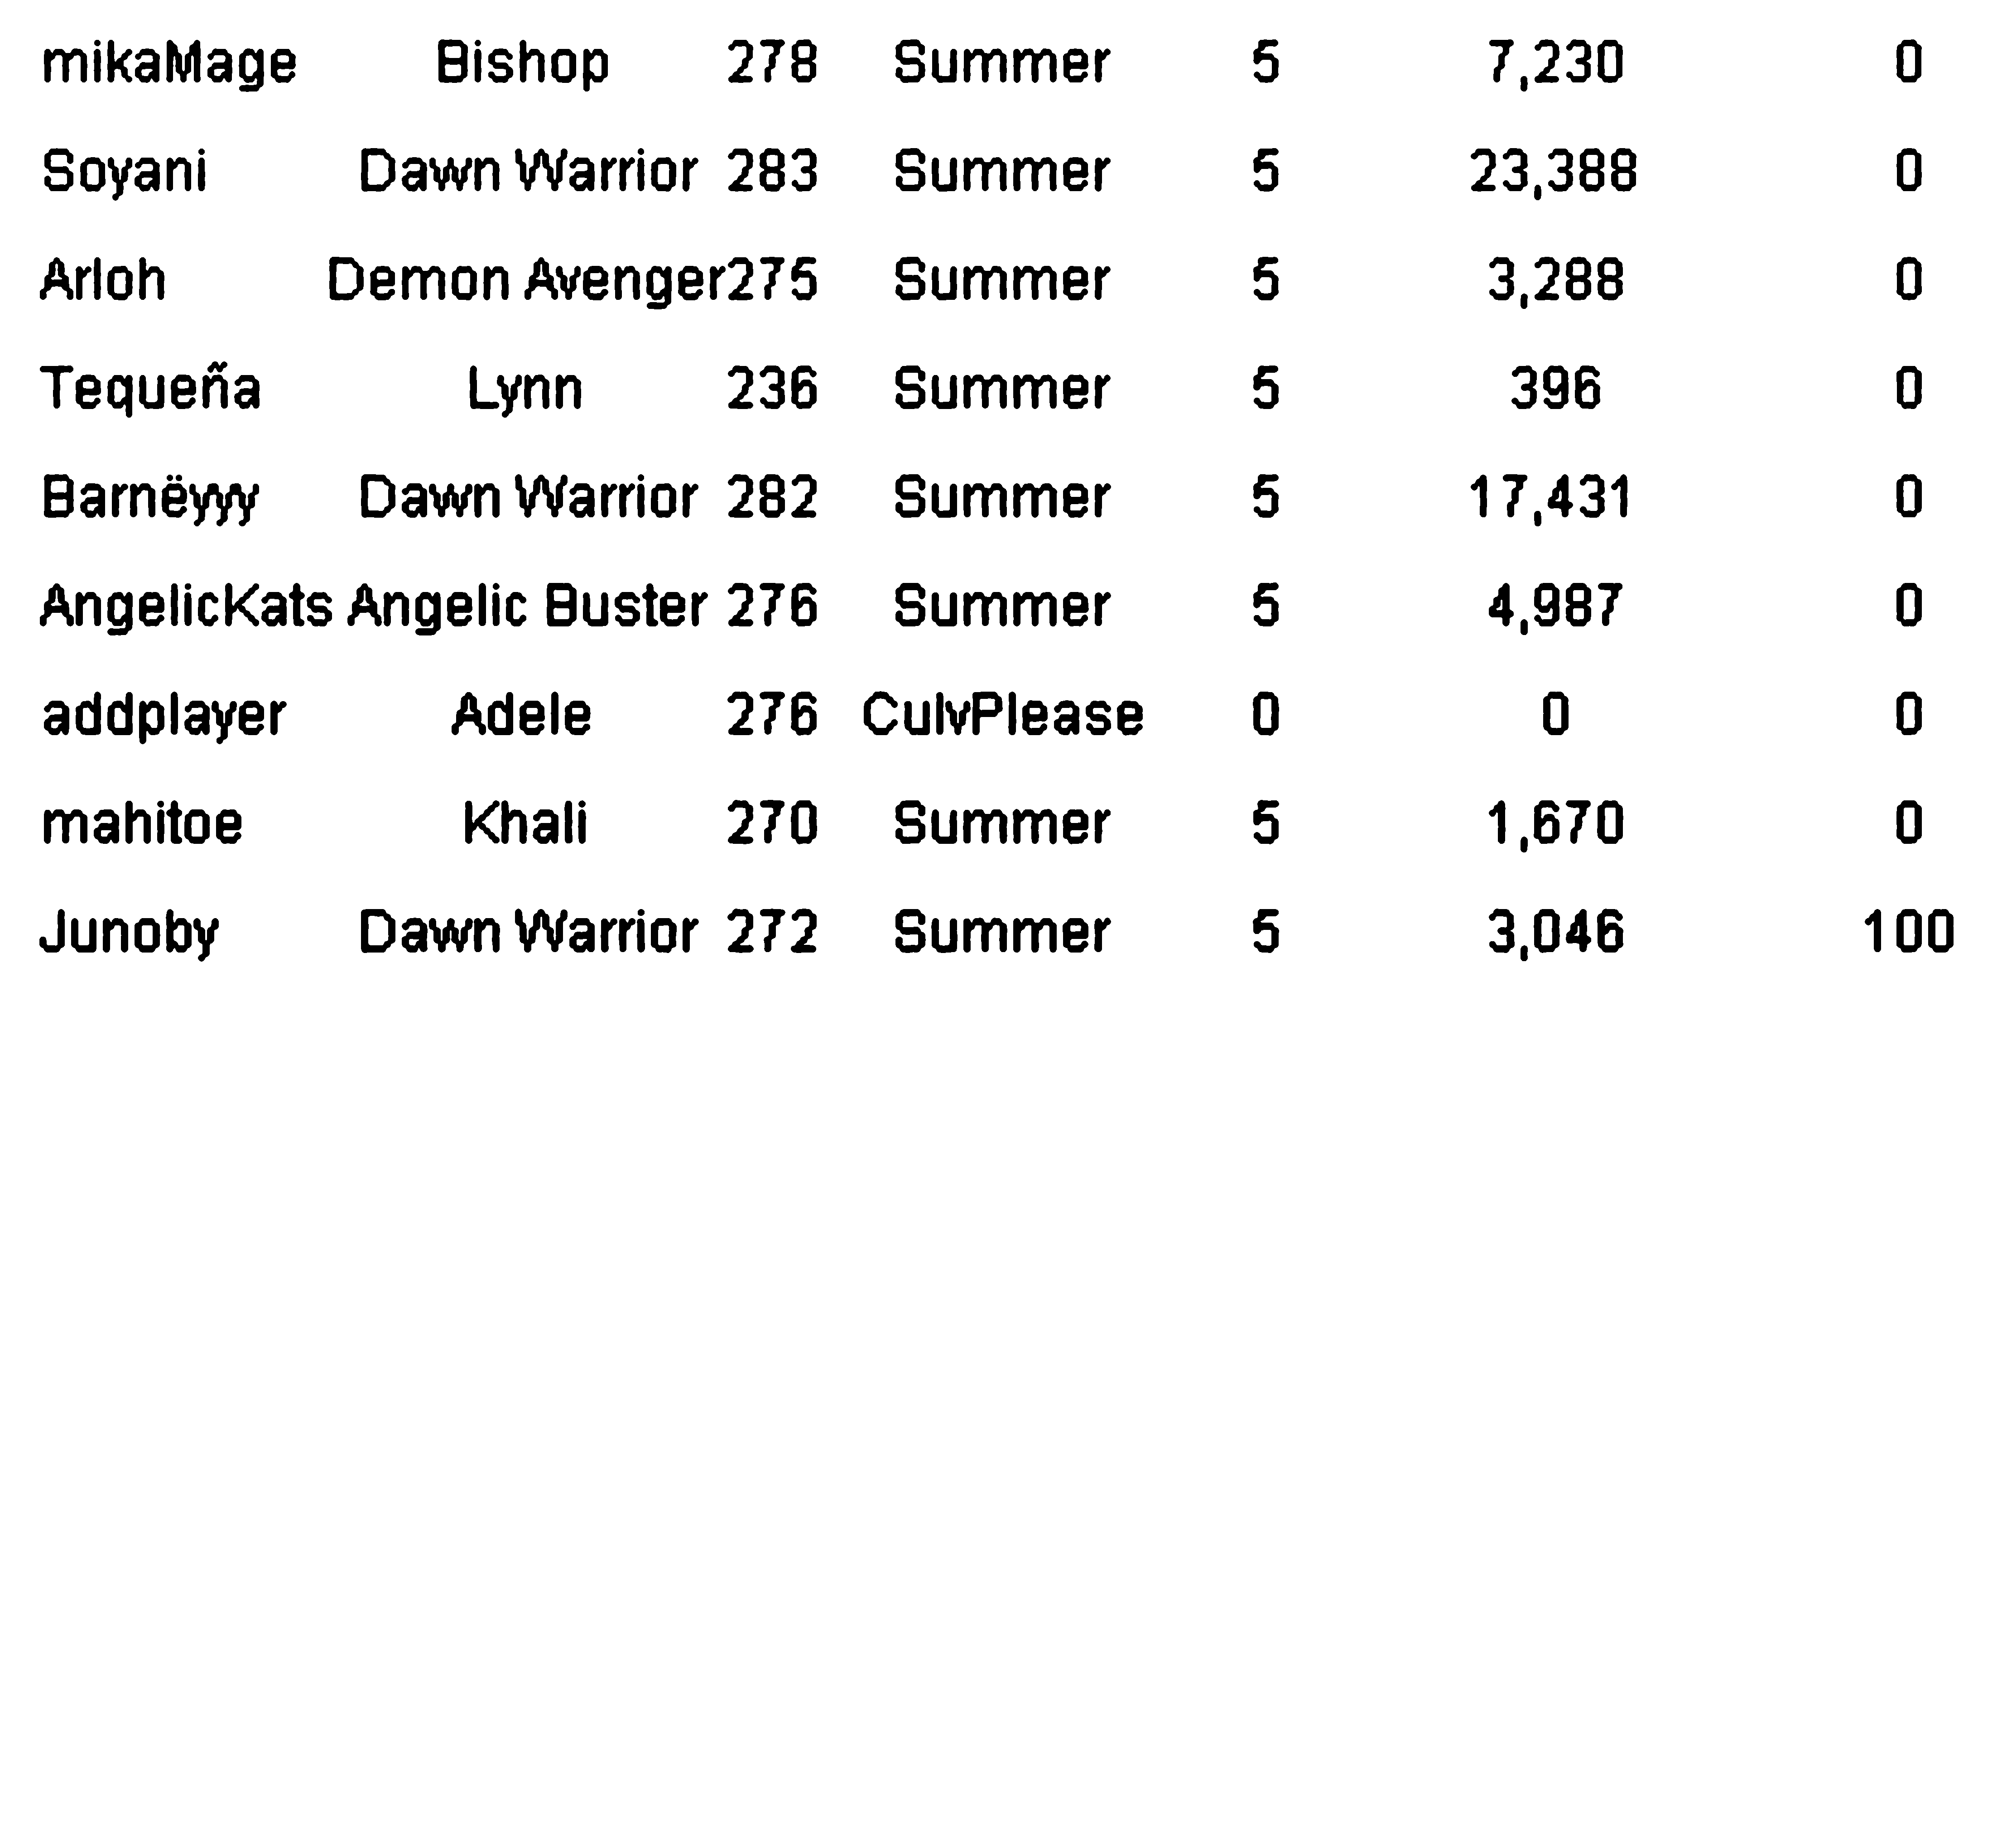 mikaMage Bishop 278 Summer 5 7,230 0
Soyani Dawn Warrior 283 Summer 5 23,388 0
Arloh Demon Avenger 275 Summer 5 3,288 0
Tequeña Lynn 236 Summer 5 396 0
Barnëyyy Dawn Warrior 282 Summer 5 17,431 0
AngelicKats Angelic Buster 276 Summer 5 4,987 0
addplayer Adele 276 CulvPlease 0 0 0
mahitoe Khali 270 Summer 5 1,670 0
Junoby Dawn Warrior 272 Summer 5 3,046 100